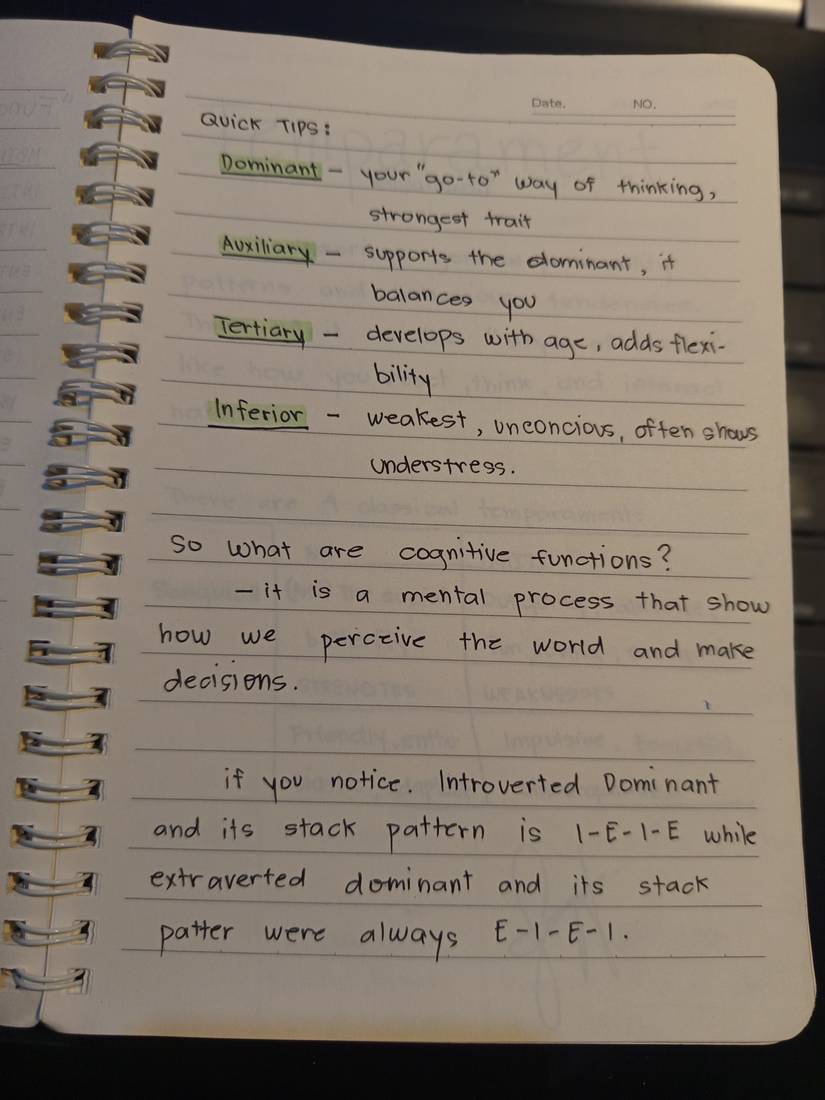 Date. NO.
QUICK TIPS:
Dominant – your "go-to" way of thinking,
strongest trait
Auxiliary – supports the dominant, it
balances you
Tertiary – develops with age, adds flexi-
bility
Inferior – weakest, unconcious, often shows
understress.
So what are cognitive functions?
– it is a mental process that show
how we perceive the world and make
decisions.
if you notice. Introverted Dominant
and its stack pattern is I-E-I-E while
extraverted dominant and its stack
patter were always E-I-E-I.